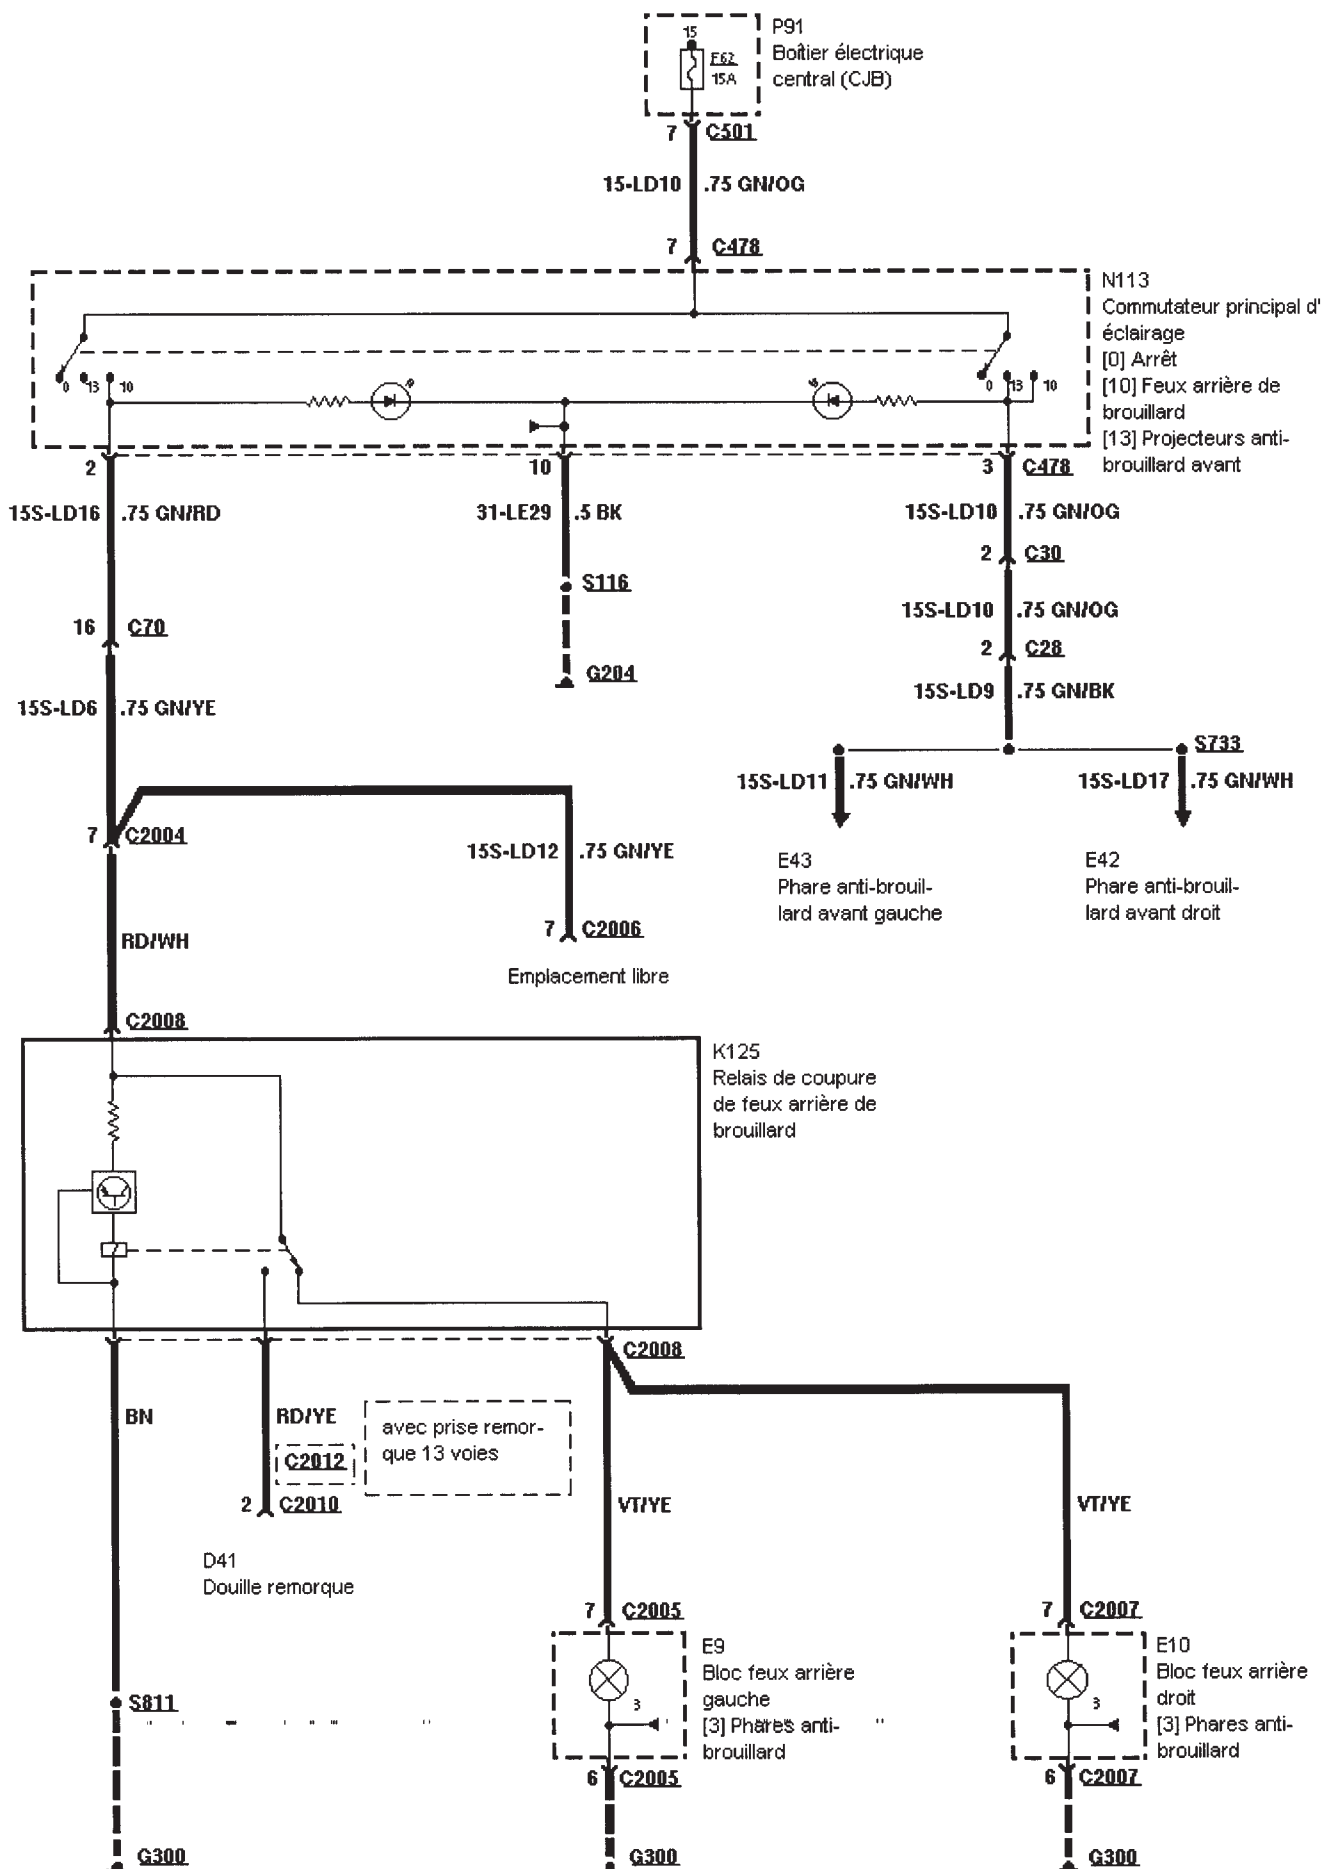 P91
Boîtier électrique
central (CJB)
15
F62
15A
7 C501
15-LD10 .75 GN/OG
7 C478
N113
Commutateur principal d'
éclairage
[0] Arrêt
[10] Feux arrière de
brouillard
[13] Projecteurs anti-
brouillard avant
0 13 10
0 13 10
2
10
3 C478
15S-LD16 .75 GN/RD
31-LE29 .5 BK
15S-LD10 .75 GN/OG
2 C30
S116
15S-LD10 .75 GN/OG
16 C70
2 C28
G204
15S-LD9 .75 GN/BK
15S-LD6 .75 GN/YE
S733
15S-LD11 .75 GN/WH
15S-LD17 .75 GN/WH
7 C2004
15S-LD12 .75 GN/YE
E43
Phare anti-brouil-
lard avant gauche
E42
Phare anti-brouil-
lard avant droit
RD/WH
7 C2006
Emplacement libre
C2008
K125
Relais de coupure
de feux arrière de
brouillard
C2008
BN
RD/YE
avec prise remor-
que 13 voies
C2012
2 C2010
VT/YE
VT/YE
D41
Douille remorque
7 C2005
7 C2007
E9
Bloc feux arrière
gauche
[3] Phares anti-
brouillard
3
E10
Bloc feux arrière
droit
[3] Phares anti-
brouillard
3
S811
6 C2005
6 C2007
G300
G300
G300